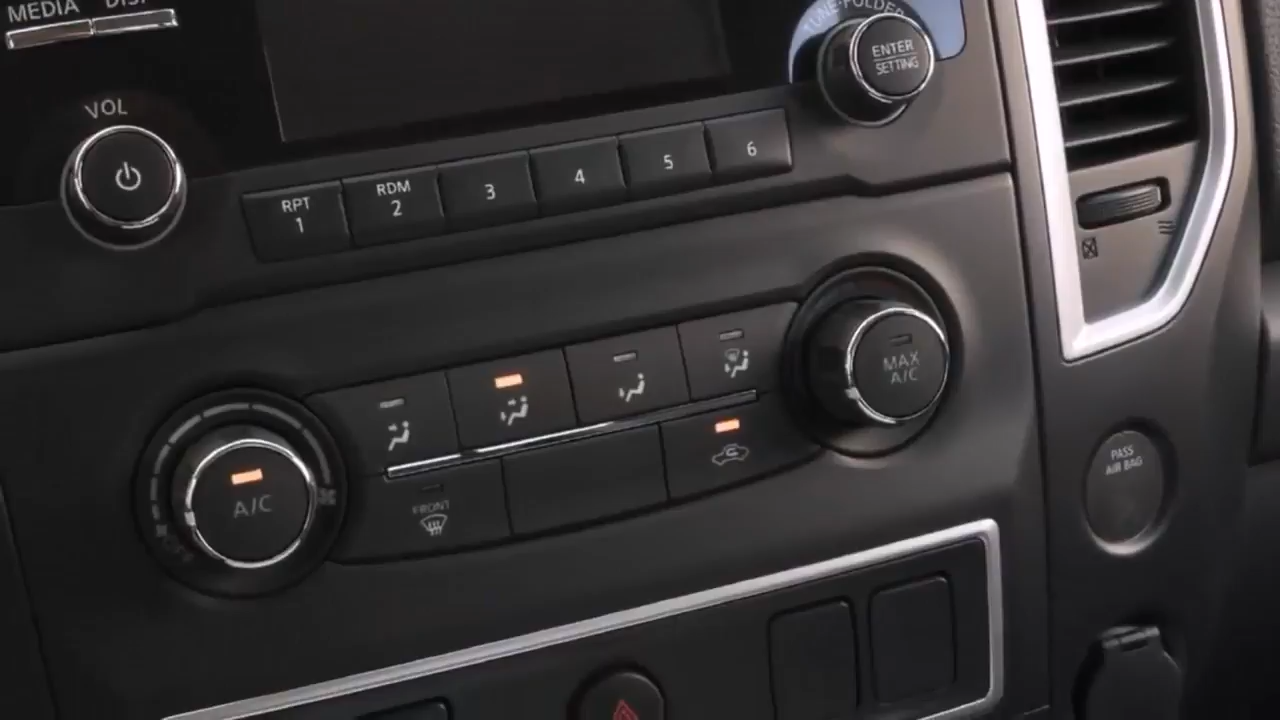 MEDIA
VOL
TUNE·FOLDER
ENTER
SETTING
RPT
1
RDM
2
3
4
5
6
MAX
A/C
A/C
OFF
FRONT
PASS
AIR BAG